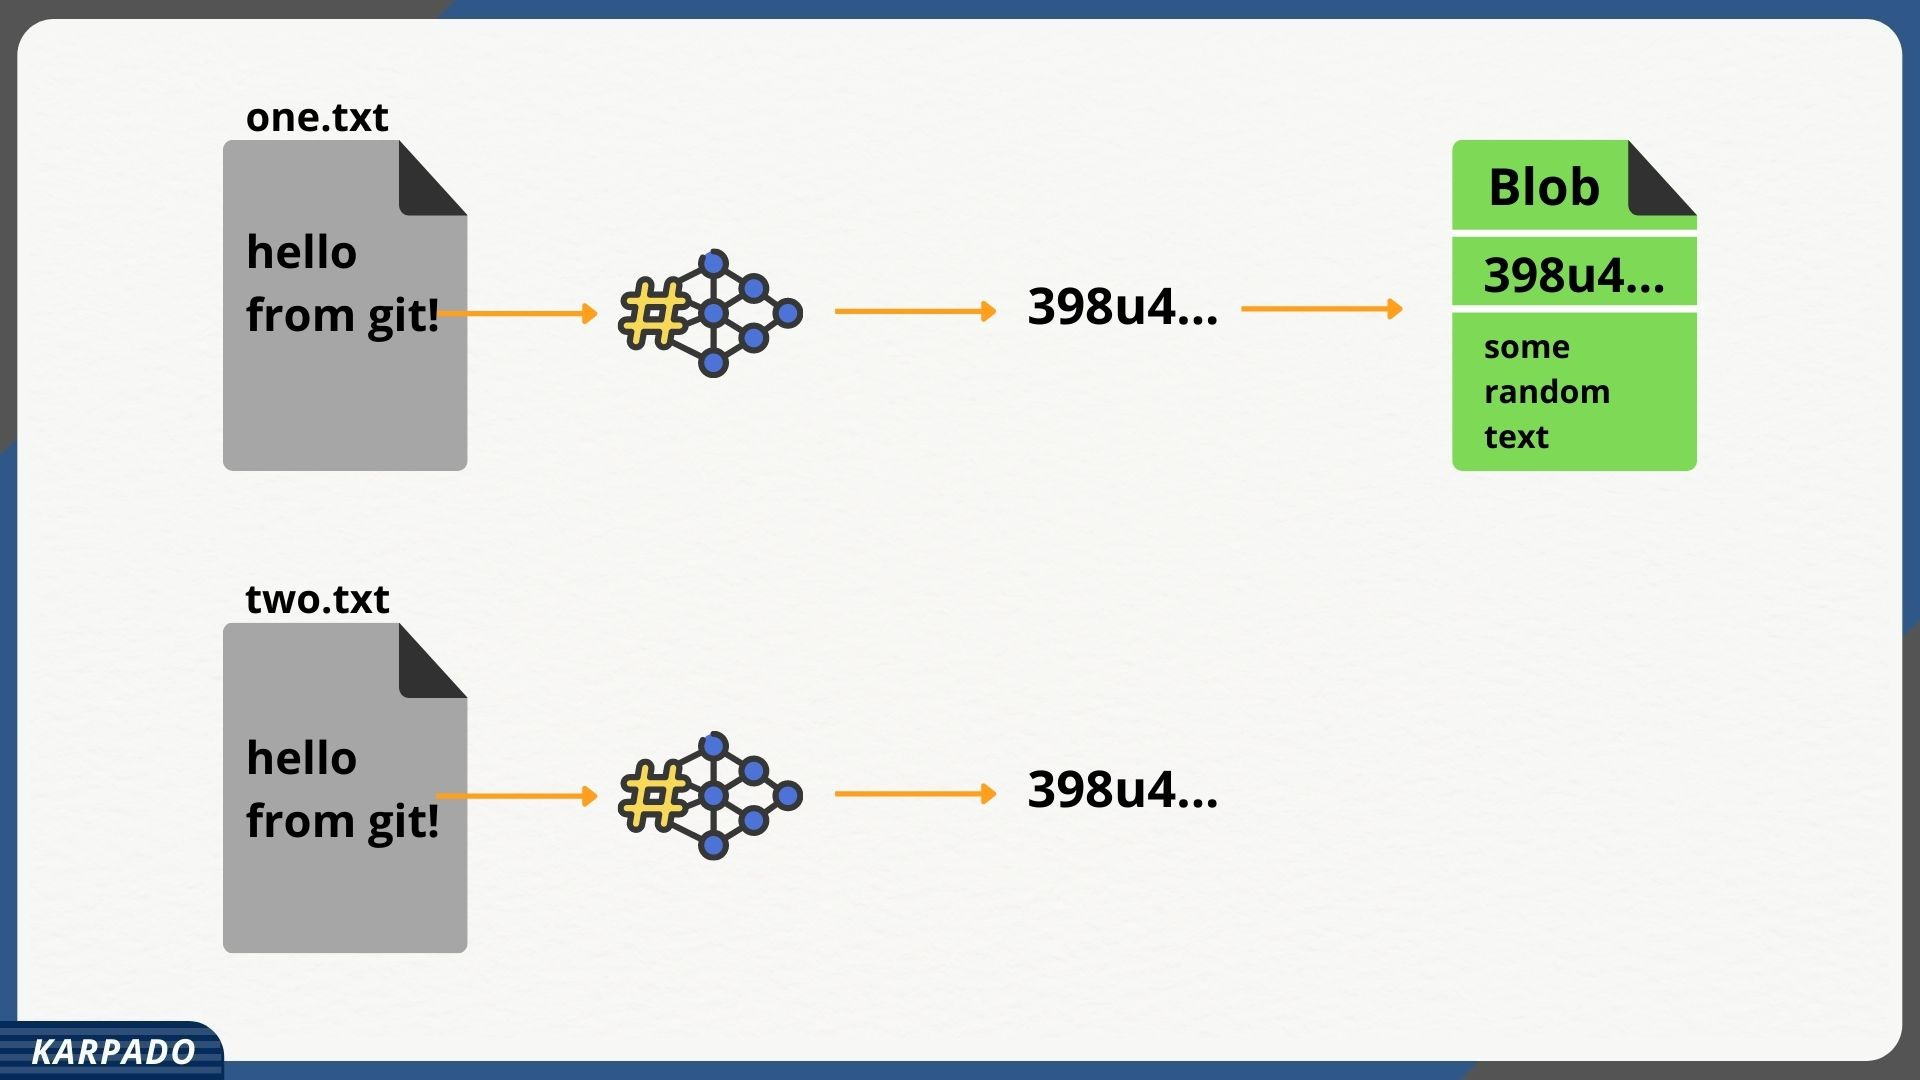 one.txt
hello
from git!
398u4...
Blob
398u4...
some
random
text
two.txt
hello
from git!
398u4...
KARPADO